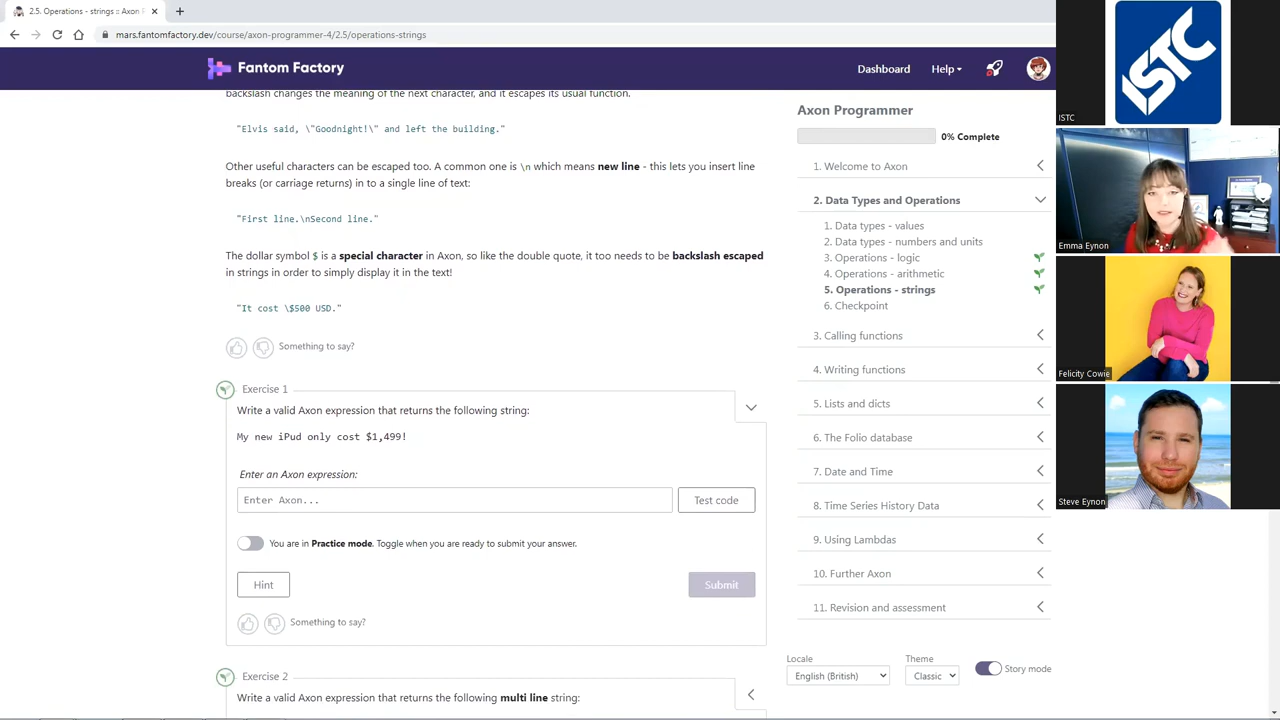 2.5. Operations - strings :: Axon P
mars.fantomfactory.dev/course/axon-programmer-4/2.5/operations-strings
Fantom Factory
Dashboard
Help
backslash changes the meaning of the next character, and it escapes its usual function.
"Elvis said, \"Goodnight!\" and left the building."
Other useful characters can be escaped too. A common one is \n which means new line - this lets you insert line
breaks (or carriage returns) in to a single line of text:
"First line.\nSecond line."
The dollar symbol $ is a special character in Axon, so like the double quote, it too needs to be backslash escaped
in strings in order to simply display it in the text!
"It cost \$500 USD."
Something to say?
Exercise 1
Write a valid Axon expression that returns the following string:
My new iPud only cost $1,499!
Enter an Axon expression:
Enter Axon...
Test code
You are in Practice mode. Toggle when you are ready to submit your answer.
Hint
Submit
Something to say?
Exercise 2
Write a valid Axon expression that returns the following multi line string:
Axon Programmer
0% Complete
1. Welcome to Axon
2. Data Types and Operations
1. Data types - values
2. Data types - numbers and units
3. Operations - logic
4. Operations - arithmetic
5. Operations - strings
6. Checkpoint
3. Calling functions
4. Writing functions
5. Lists and dicts
6. The Folio database
7. Date and Time
8. Time Series History Data
9. Using Lambdas
10. Further Axon
11. Revision and assessment
Locale
English (British)
Theme
Classic
Story mode
ISTC
ISTC
Emma Eynon
Felicity Cowie
Steve Eynon